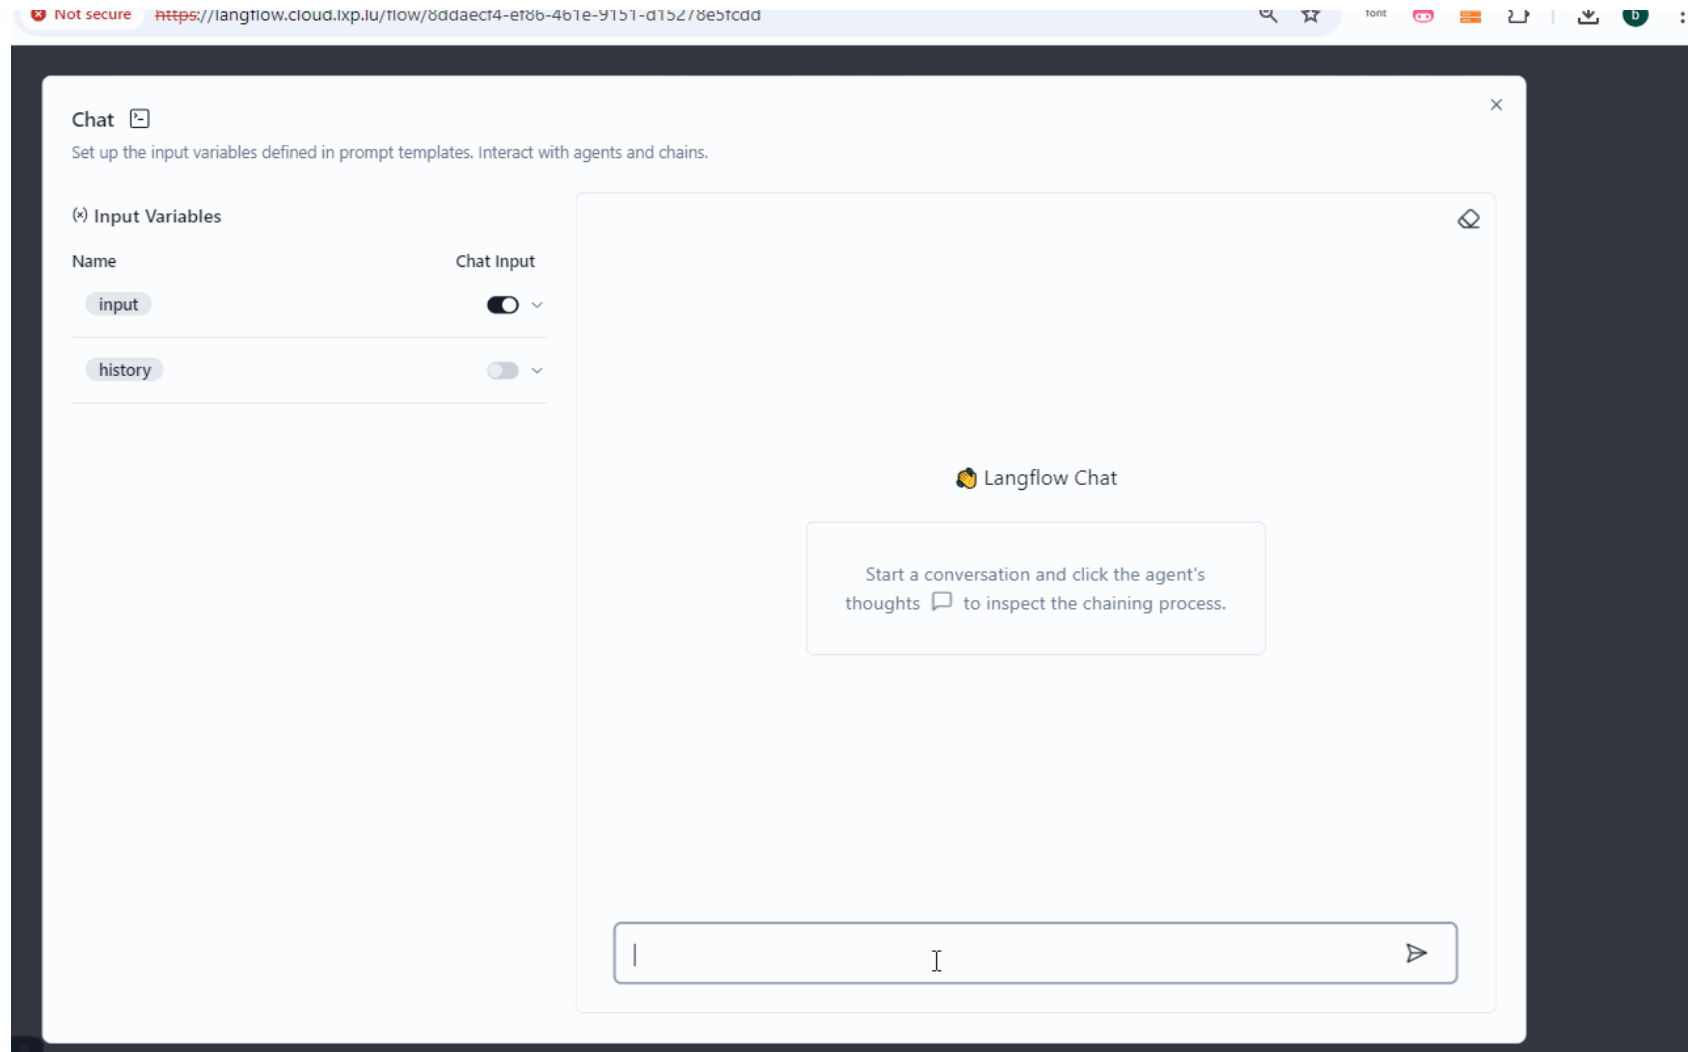 Not secure https://langflow.cloud.lxp.lu/flow/8ddaecf4-ef86-461e-9151-d15278e5fcdd font b
Chat
Set up the input variables defined in prompt templates. Interact with agents and chains.
(×) Input Variables
Name Chat Input
input
history
👏 Langflow Chat
Start a conversation and click the agent's
thoughts to inspect the chaining process.